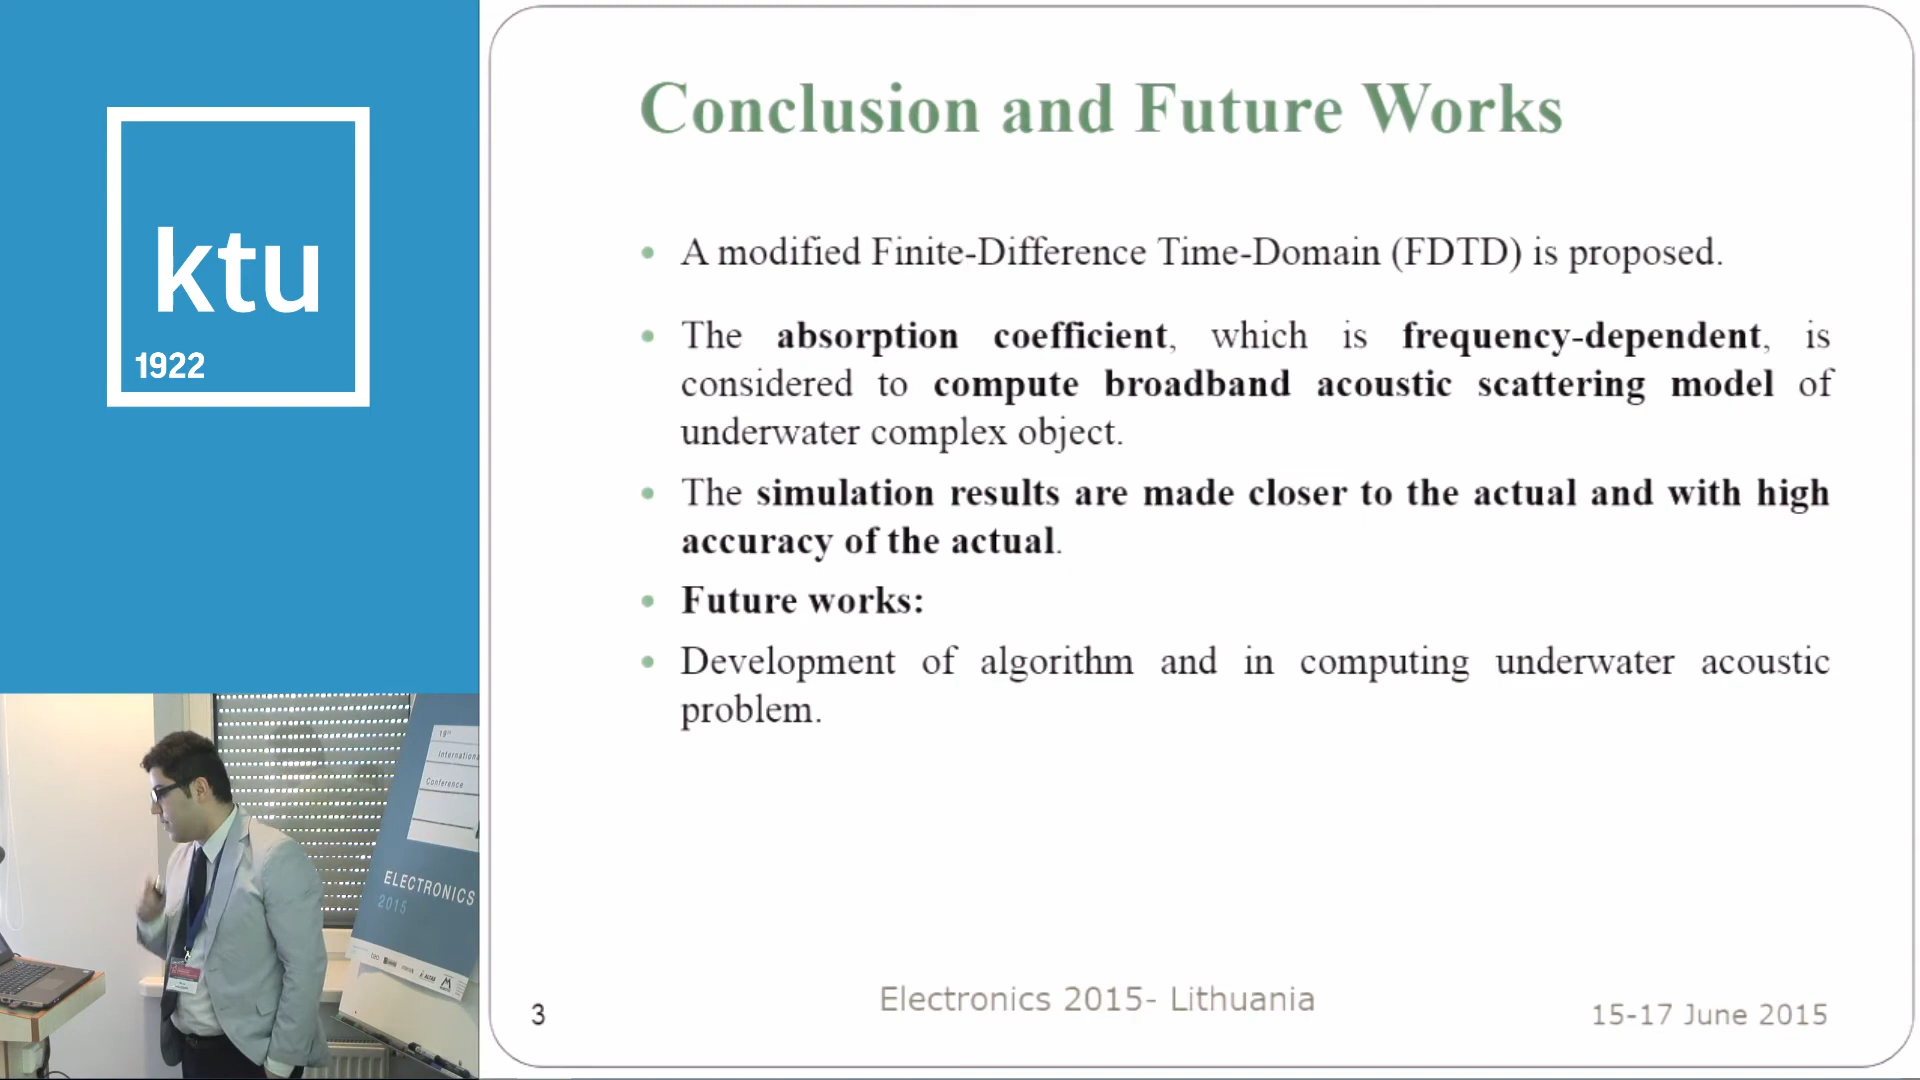 ktu
1922
Conclusion and Future Works
A modified Finite-Difference Time-Domain (FDTD) is proposed.
The absorption coefficient, which is frequency-dependent, is
considered to compute broadband acoustic scattering model of
underwater complex object.
The simulation results are made closer to the actual and with high
accuracy of the actual.
Future works:
Development of algorithm and in computing underwater acoustic
problem.
3
Electronics 2015- Lithuania
15-17 June 2015
19th
International
Conference
ELECTRONICS
2015